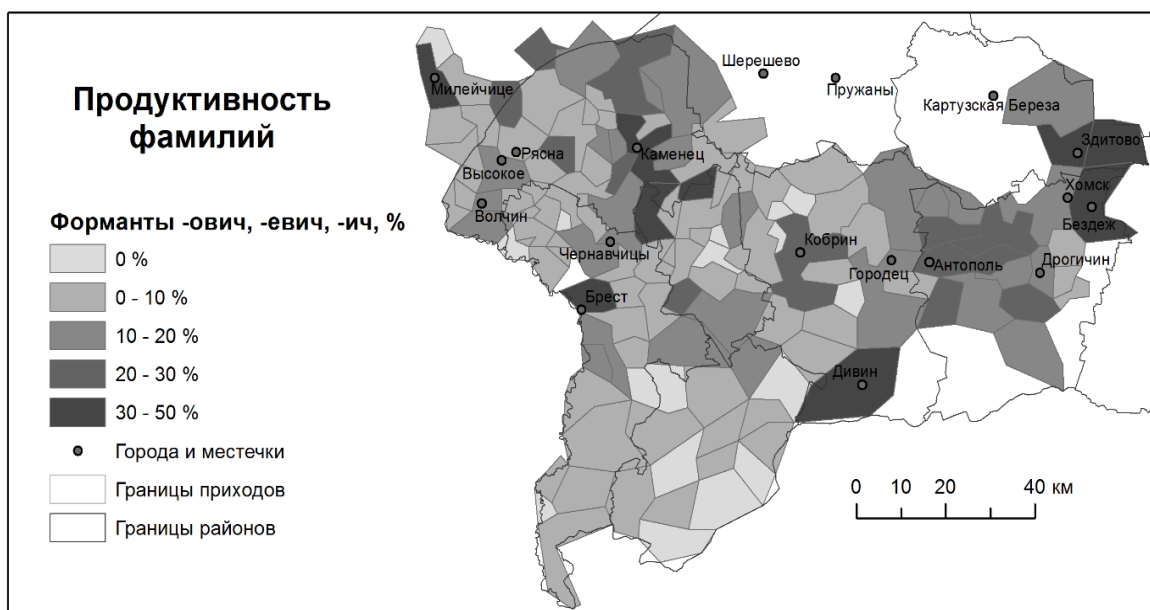 Продуктивность
фамилий
Форманты -ович, -евич, -ич, %
0 %
0 - 10 %
10 - 20 %
20 - 30 %
30 - 50 %
Города и местечки
Границы приходов
Границы районов
Шерешево
Пружаны
Милейчице
Картузская Береза
Здитово
Рясна
Каменец
Высокое
Хомск
Волчин
Бездеж
Чернавчицы
Кобрин
Городец
Антополь
Дрогичин
Брест
Дивин
0 10 20 40 км